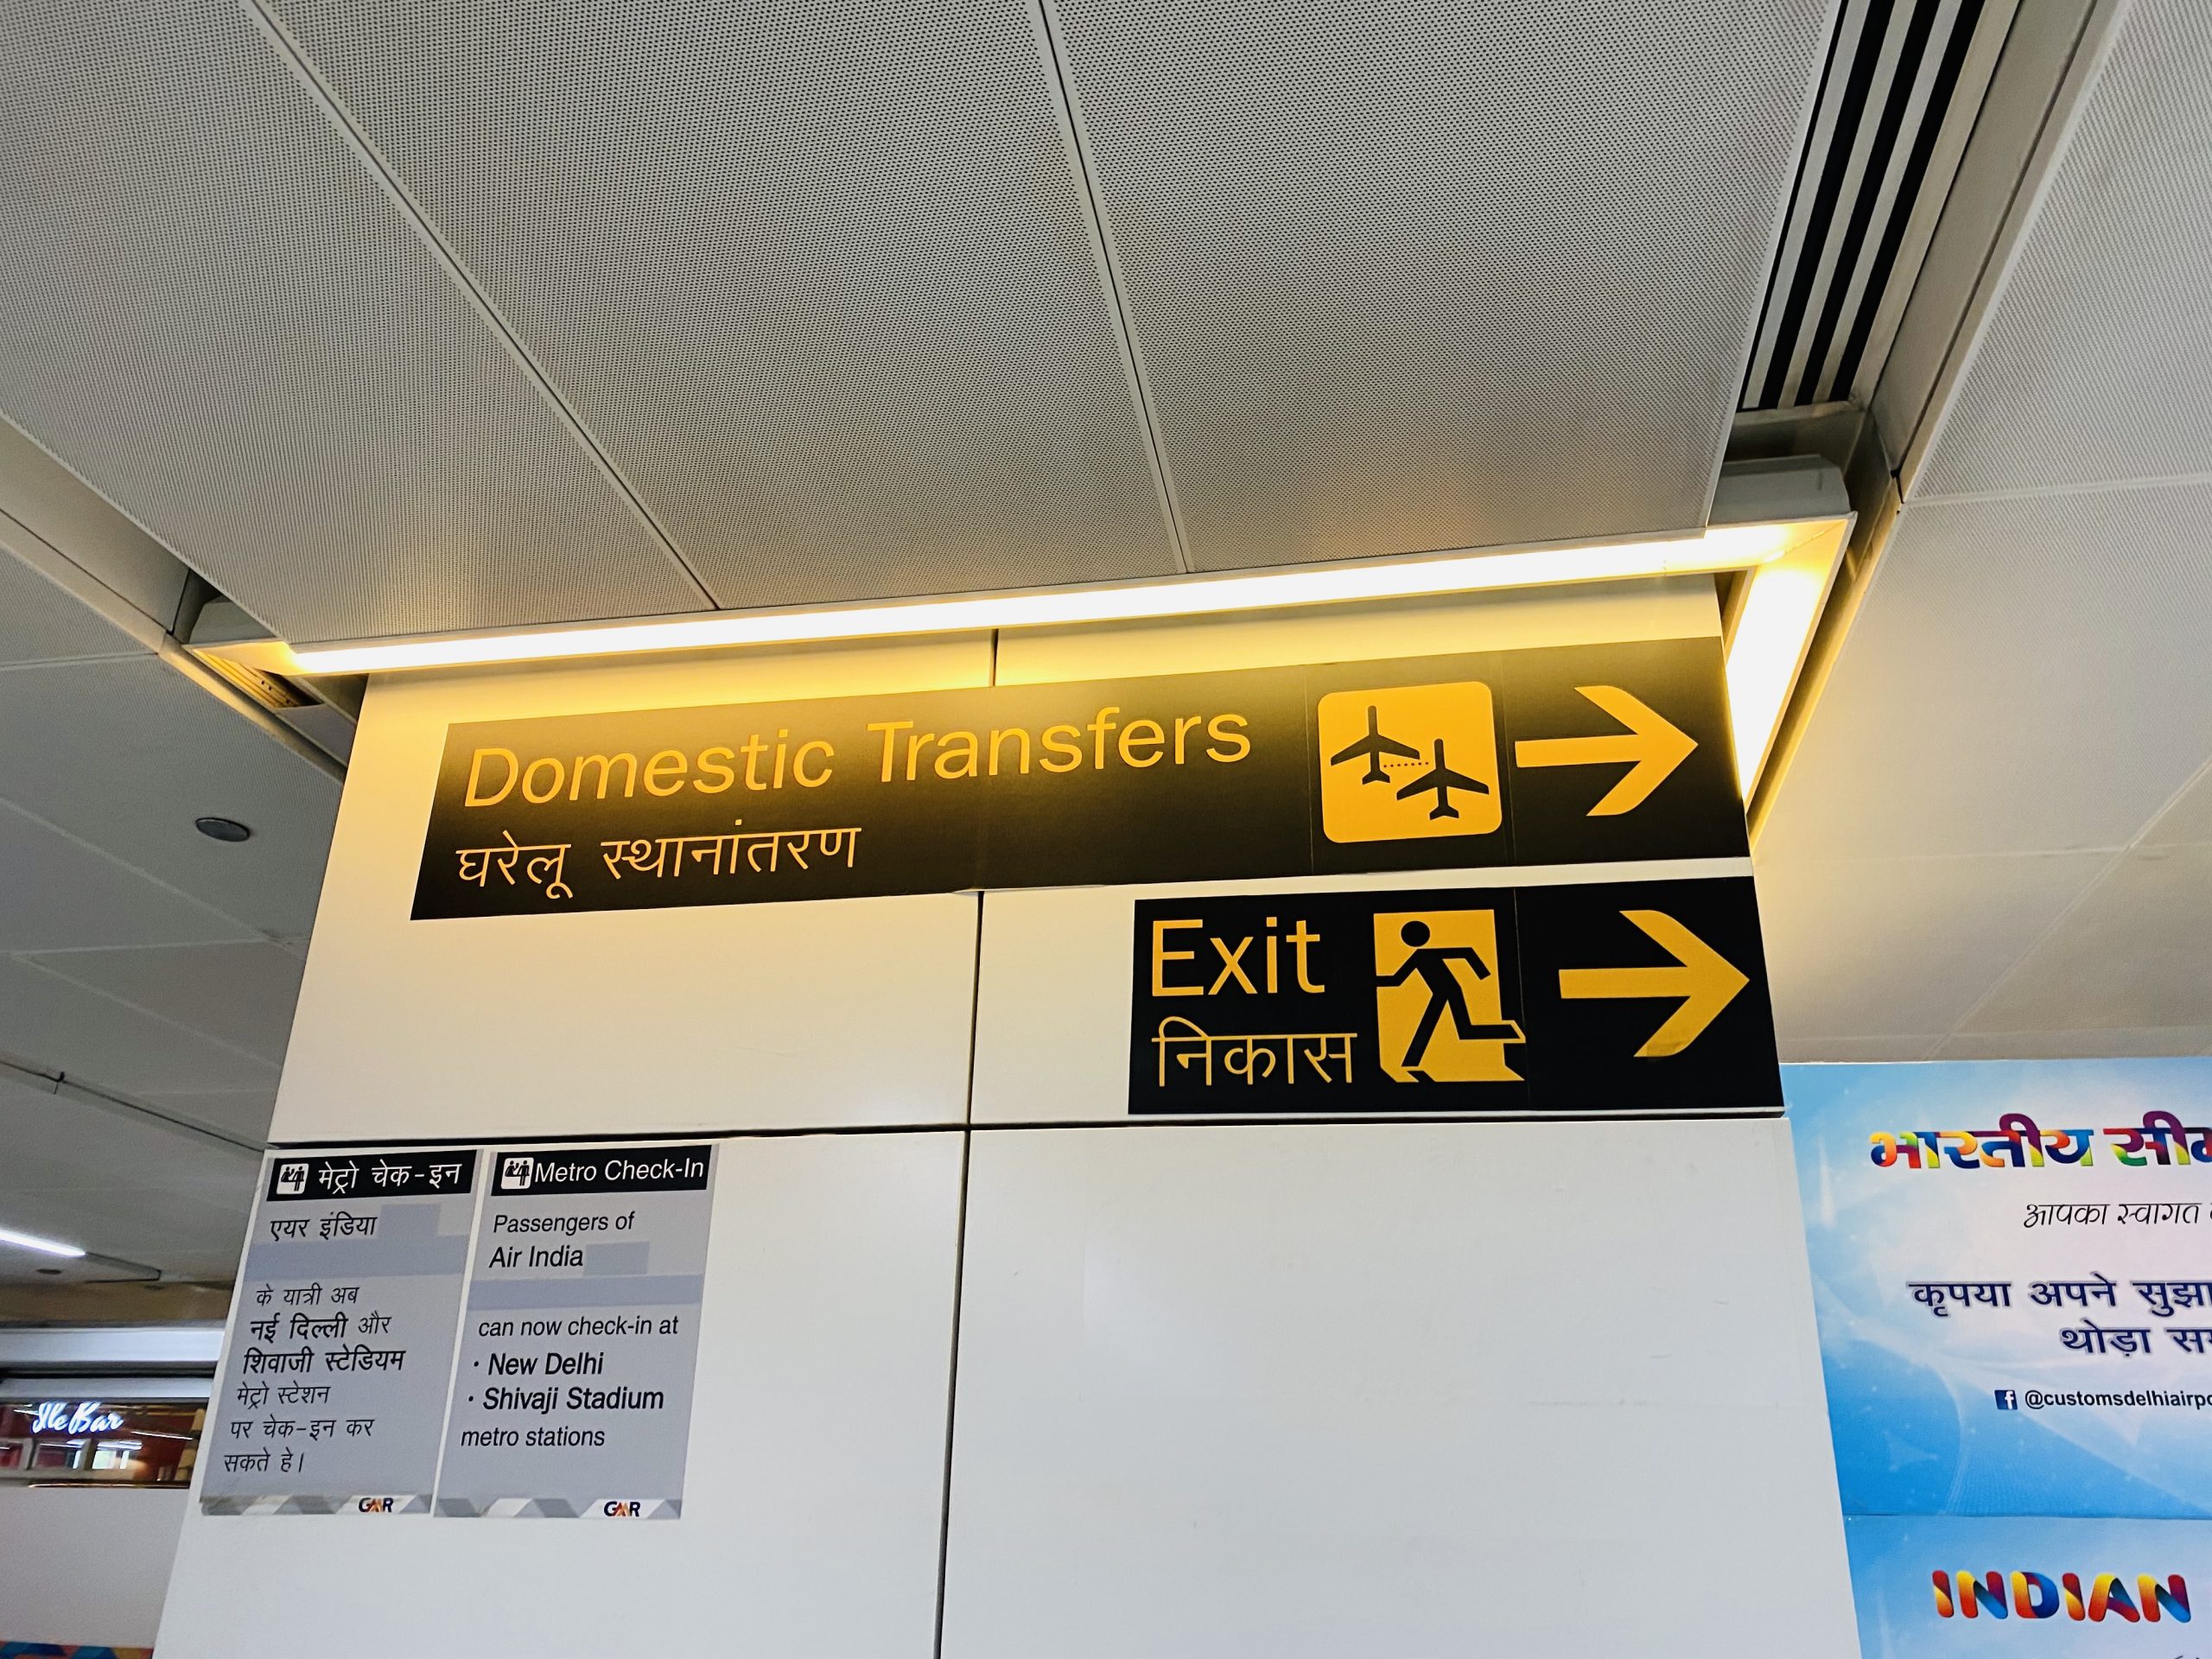 Domestic Transfers
घरेलू स्थानांतरण
Exit
निकास
मेट्रो चेक-इन
एयर इंडिया
के यात्री अब
नई दिल्ली और
शिवाजी स्टेडियम
मेट्रो स्टेशन
पर चेक-इन कर
सकते हे।
GMR
Metro Check-In
Passengers of
Air India
can now check-in at
· New Delhi
· Shivaji Stadium
metro stations
GMR
भारतीय
आपका स्वागत
कृपया अपने
थोड़ा
INDIAN
Bar